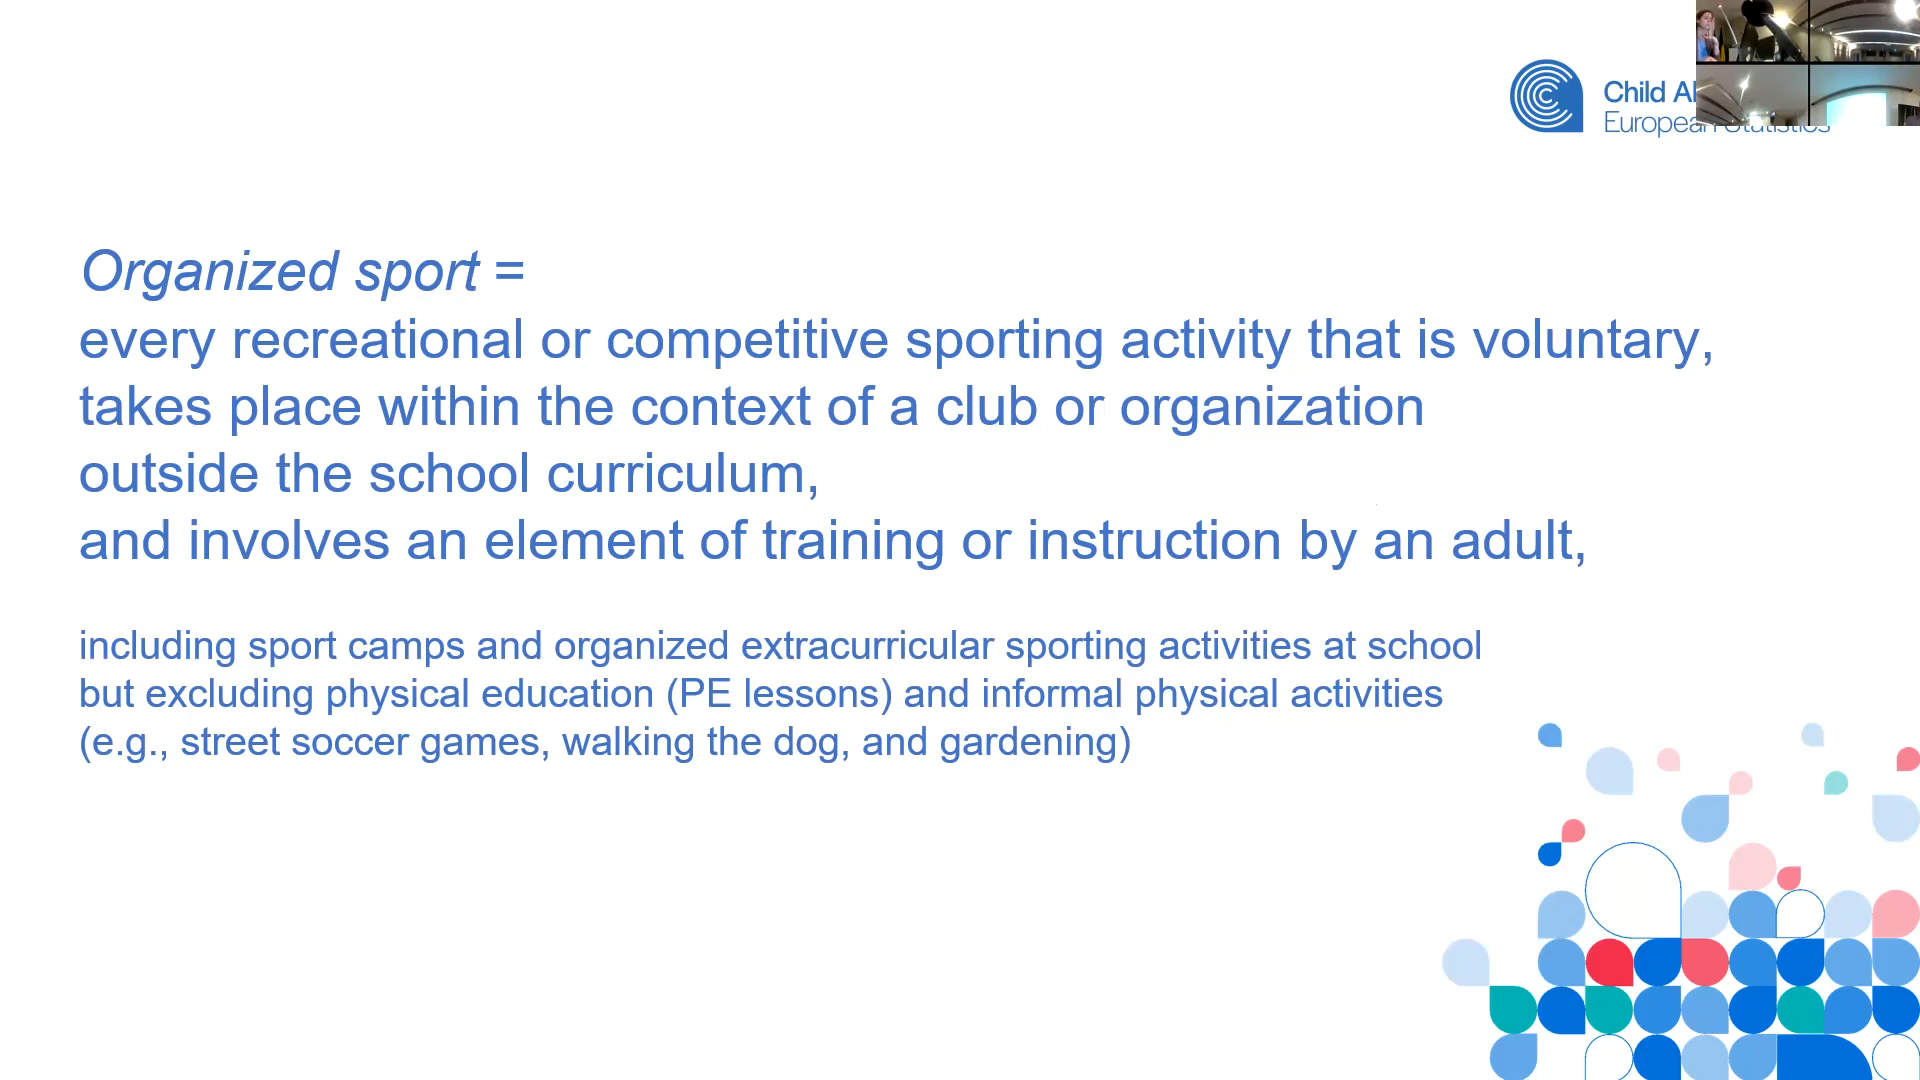 Child
European Statistics
Organized sport =
every recreational or competitive sporting activity that is voluntary,
takes place within the context of a club or organization
outside the school curriculum,
and involves an element of training or instruction by an adult,
including sport camps and organized extracurricular sporting activities at school
but excluding physical education (PE lessons) and informal physical activities
(e.g., street soccer games, walking the dog, and gardening)